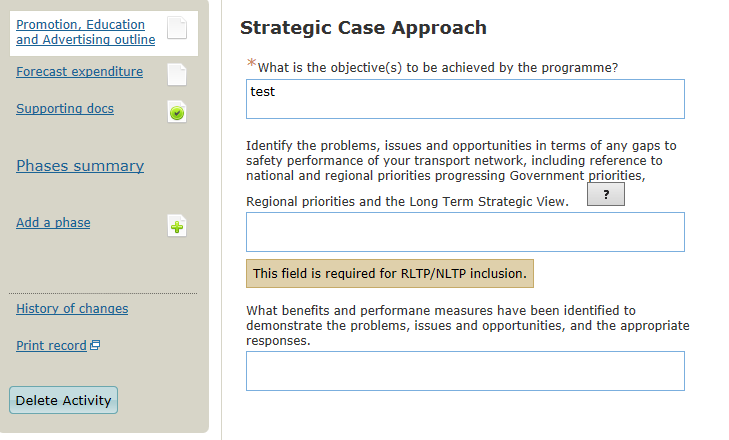 Promotion, Education
and Advertising outline
Forecast expenditure
Supporting docs
Phases summary
Add a phase
History of changes
Print record
Delete Activity
Strategic Case Approach
*What is the objective(s) to be achieved by the programme?
test
Identify the problems, issues and opportunities in terms of any gaps to
safety performance of your transport network, including reference to
national and regional priorities progressing Government priorities,
Regional priorities and the Long Term Strategic View. ?
This field is required for RLTP/NLTP inclusion.
What benefits and performane measures have been identified to
demonstrate the problems, issues and opportunities, and the appropriate
responses.